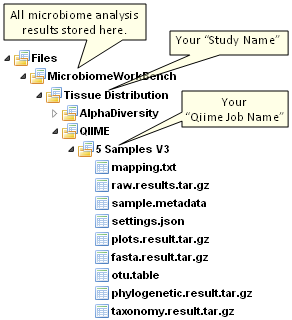 All microbiome analysis
results stored here.
Your “Study Name”
Files
MicrobiomeWorkBench
Tissue Distribution
Your
“Qiime Job Name”
AlphaDiversity
QIIME
5 Samples V3
mapping.txt
raw.results.tar.gz
sample.metadata
settings.json
plots.result.tar.gz
fasta.result.tar.gz
otu.table
phylogenetic.result.tar.gz
taxonomy.result.tar.gz